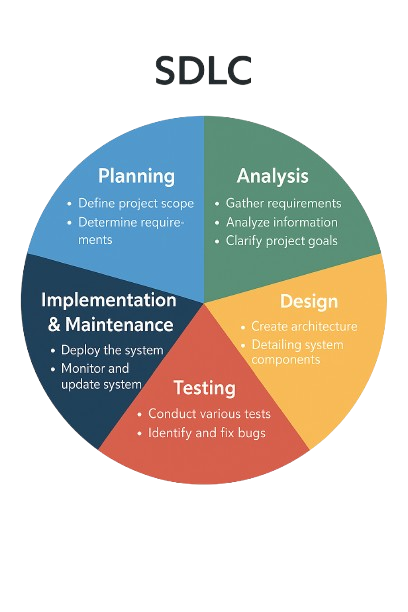 SDLC
Planning
• Define project scope
• Determine require-
ments
Analysis
• Gather requirements
• Analyze information
• Clarify project goals
Design
• Create architecture
• Detailing system
components
Testing
• Conduct various tests
• Identify and fix bugs
Implementation
& Maintenance
• Deploy the system
• Monitor and
update system